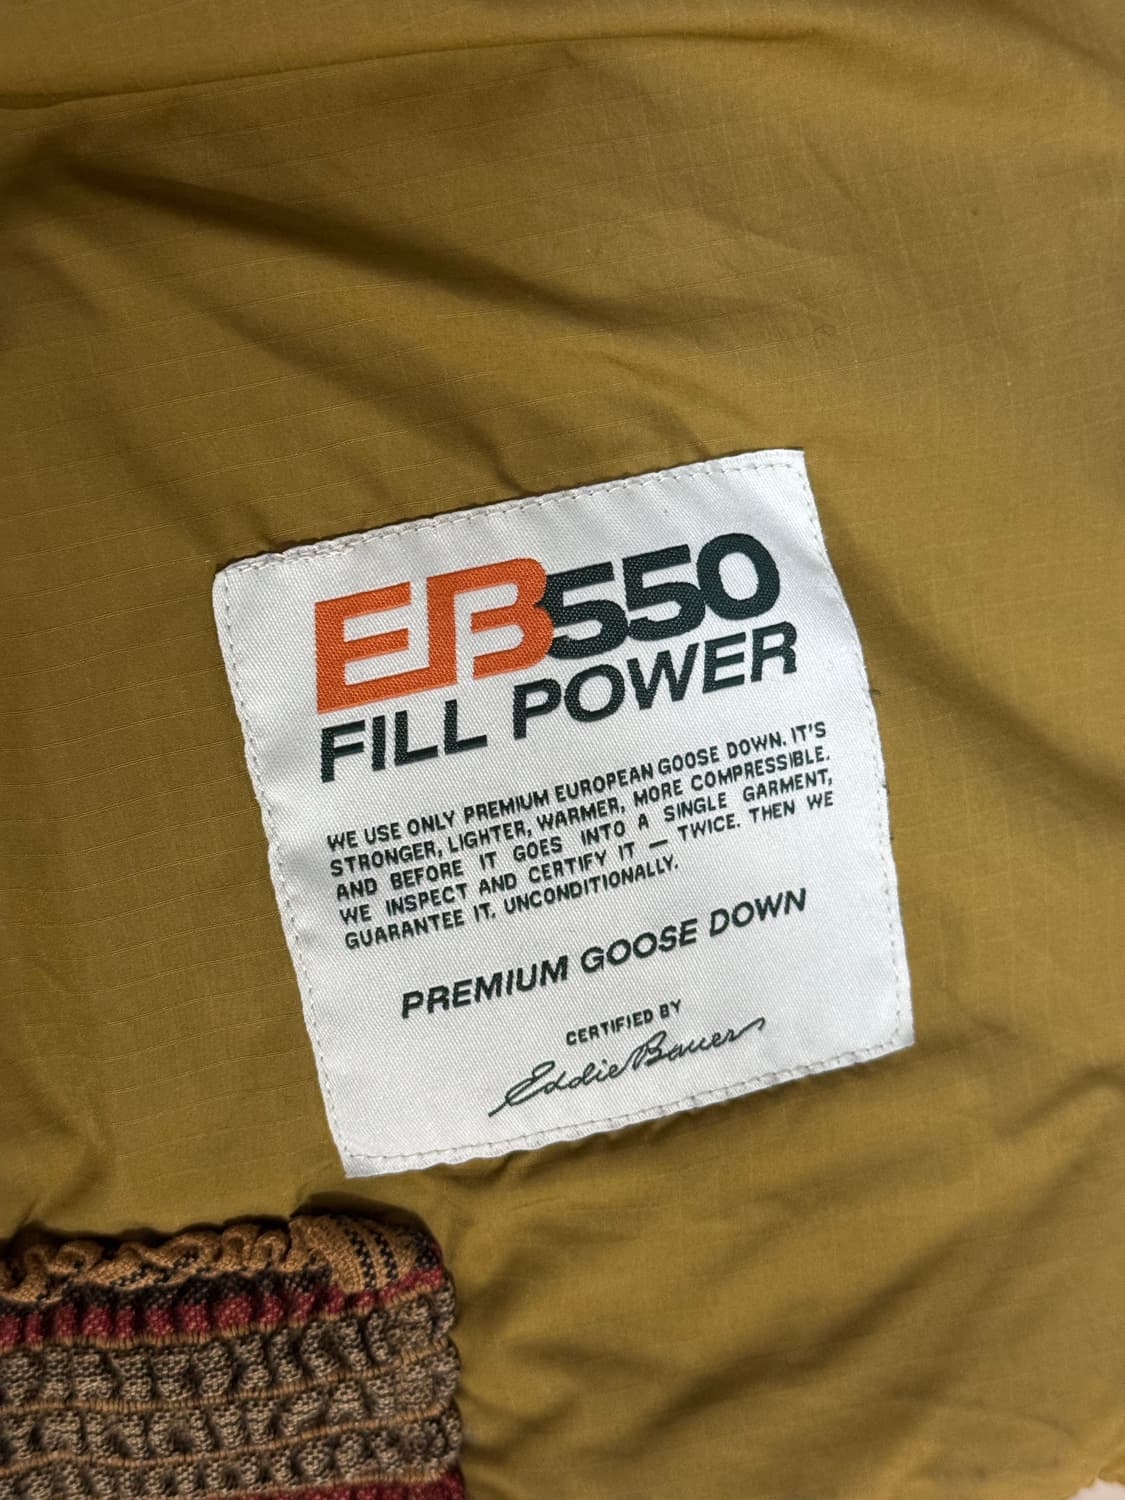 EB550
FILL POWER
WE USE ONLY PREMIUM EUROPEAN GOOSE DOWN. IT'S
STRONGER, LIGHTER, WARMER, MORE COMPRESSIBLE.
AND BEFORE IT GOES INTO A SINGLE GARMENT,
WE INSPECT AND CERTIFY IT — TWICE. THEN WE
GUARANTEE IT. UNCONDITIONALLY.
PREMIUM GOOSE DOWN
CERTIFIED BY
Eddie Bauer